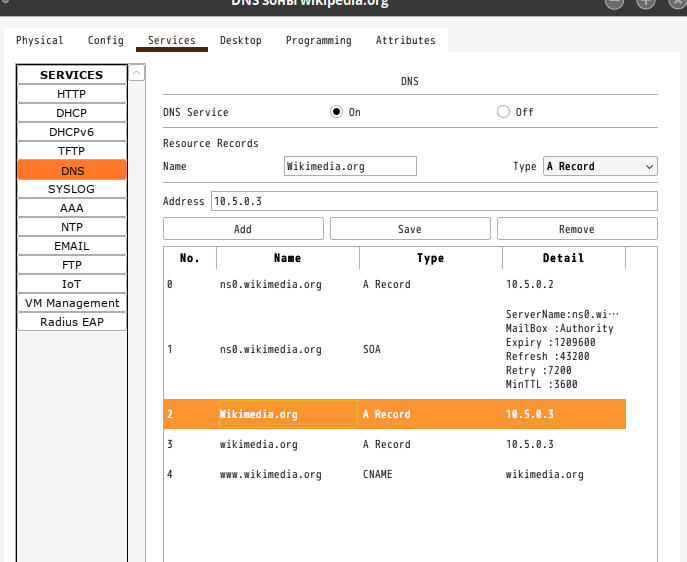 DNS зоны wikipedia.org
Physical Config Services Desktop Programming Attributes
SERVICES
HTTP
DHCP
DHCPv6
TFTP
DNS
SYSLOG
AAA
NTP
EMAIL
FTP
IoT
VM Management
Radius EAP
DNS
DNS Service On Off
Resource Records
Name Wikimedia.org Type A Record
Address 10.5.0.3
Add Save Remove
No. Name Type Detail
0 ns0.wikimedia.org A Record 10.5.0.2
1 ns0.wikimedia.org SOA
ServerName:ns0.wi···
MailBox :Authority
Expiry :1209600
Refresh :43200
Retry :7200
MinTTL :3600
2 Wikimedia.org A Record 10.5.0.3
3 wikimedia.org A Record 10.5.0.3
4 www.wikimedia.org CNAME wikimedia.org